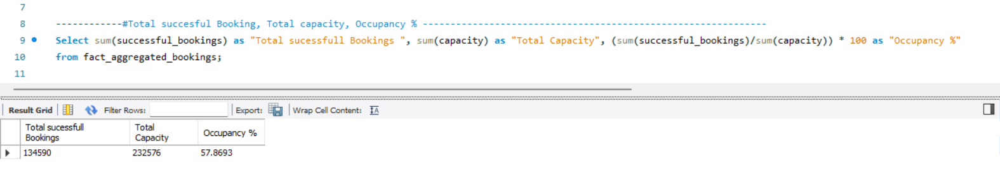 7
8 ------------#Total succesful Booking, Total capacity, Occupancy % --------------------------------------------------------------
9 Select sum(successful_bookings) as "Total sucessfull Bookings ", sum(capacity) as "Total Capacity", (sum(successful_bookings)/sum(capacity)) * 100 as "Occupancy %"
10 from fact_aggregated_bookings;
11
Result Grid Filter Rows: Export: Wrap Cell Content: IA
Total sucessfull Total
Bookings Capacity Occupancy %
134590 232576 57.8693